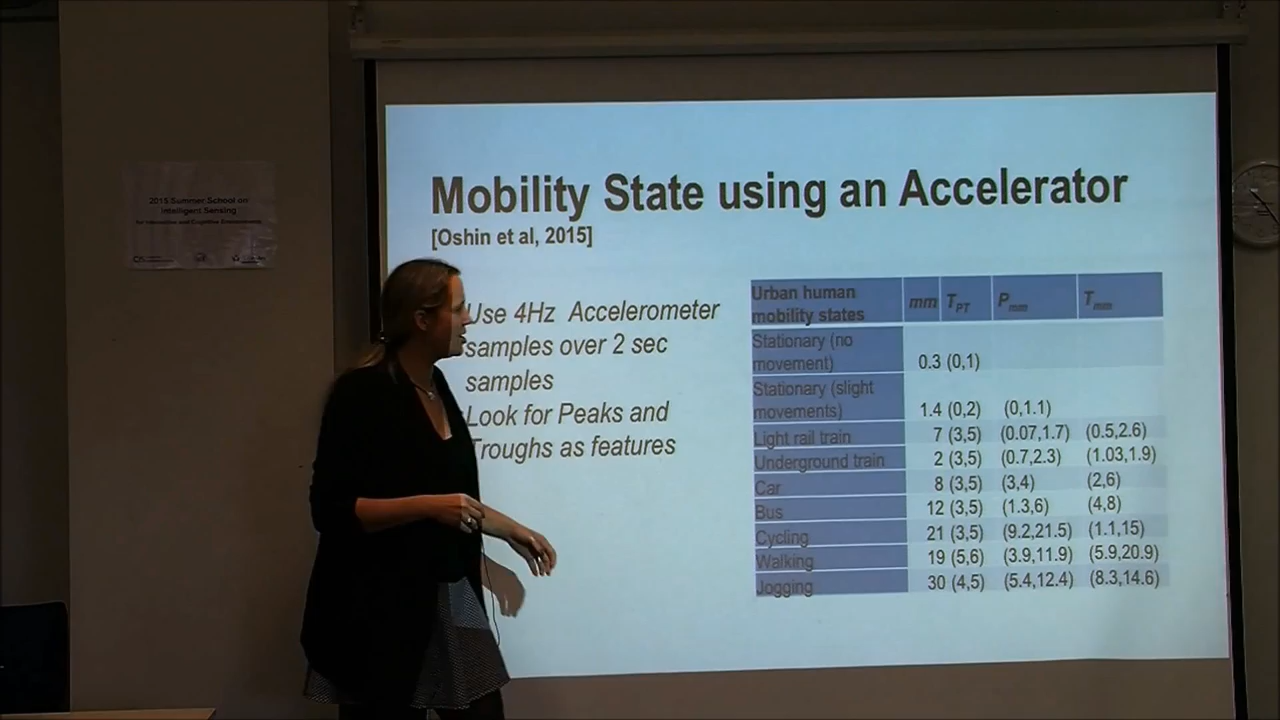 2015 Summer School on
Intelligent Sensing
Mobility State using an Accelerator
[Oshin et al, 2015]
Use 4Hz Accelerometer
samples over 2 sec
samples
Look for Peaks and
Troughs as features
Urban human mobility states mm T_PT P_mm T_mm
Stationary (no movement) 0.3 (0,1)
Stationary (slight movements) 1.4 (0,2) (0,1.1)
Light rail train 7 (3,5) (0.07,1.7) (0.5,2.6)
Underground train 2 (3,5) (0.7,2.3) (1.03,1.9)
Car 8 (3,5) (3,4) (2,6)
Bus 12 (3,5) (1.3,6) (4,8)
Cycling 21 (3,5) (9.2,21.5) (1.1,15)
Walking 19 (5,6) (3.9,11.9) (5.9,20.9)
Jogging 30 (4,5) (5.4,12.4) (8.3,14.6)